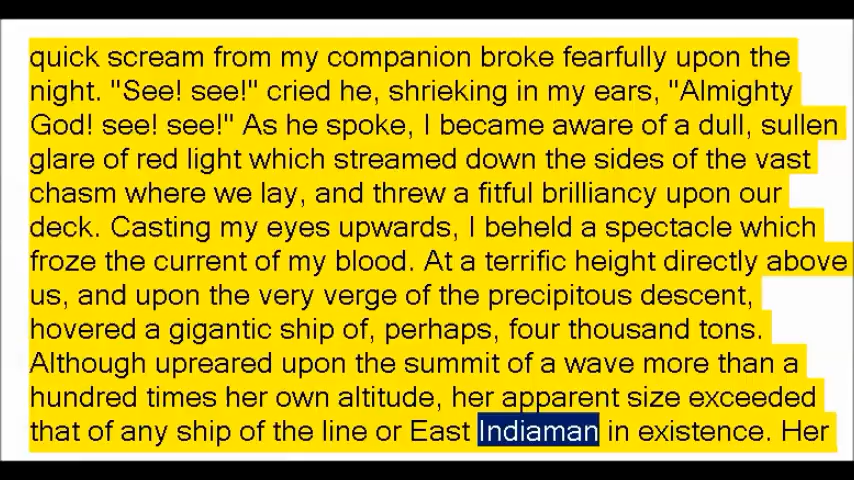 quick scream from my companion broke fearfully upon the
night. "See! see!" cried he, shrieking in my ears, "Almighty
God! see! see!" As he spoke, I became aware of a dull, sullen
glare of red light which streamed down the sides of the vast
chasm where we lay, and threw a fitful brilliancy upon our
deck. Casting my eyes upwards, I beheld a spectacle which
froze the current of my blood. At a terrific height directly above
us, and upon the very verge of the precipitous descent,
hovered a gigantic ship of, perhaps, four thousand tons.
Although upreared upon the summit of a wave more than a
hundred times her own altitude, her apparent size exceeded
that of any ship of the line or East Indiaman in existence. Her